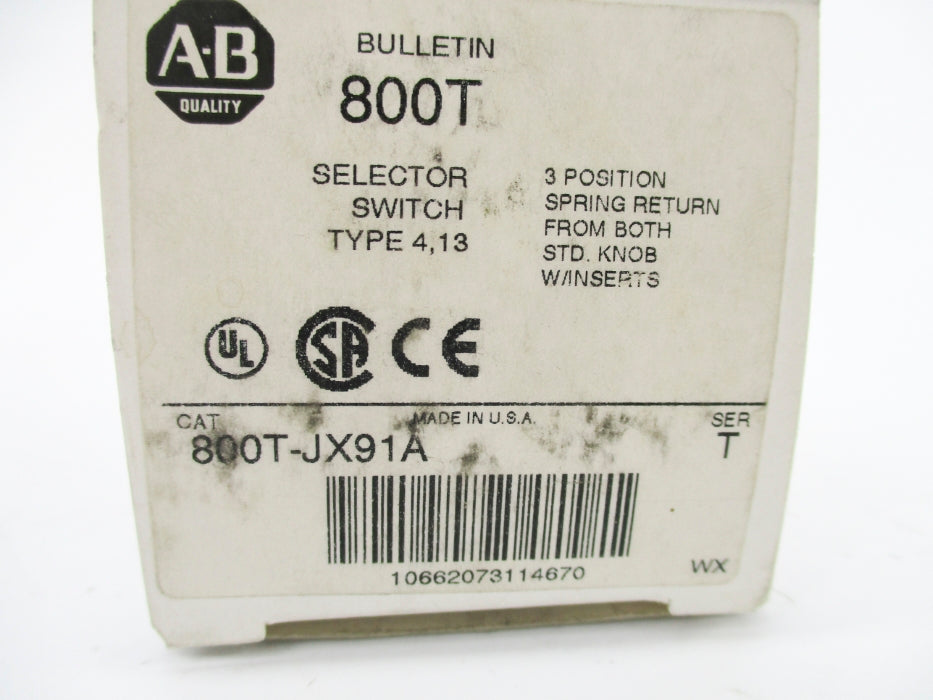 A-B
QUALITY
BULLETIN
800T
SELECTOR
SWITCH
TYPE 4,13
3 POSITION
SPRING RETURN
FROM BOTH
STD. KNOB
W/INSERTS
UL
SA
CE
CAT
MADE IN U.S.A.
SER
800T-JX91A
T
10662073114670
WX